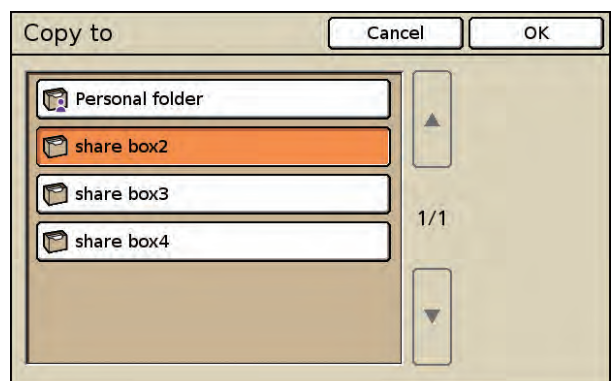 Copy to
Cancel
OK
Personal folder
share box2
share box3
share box4
1/1